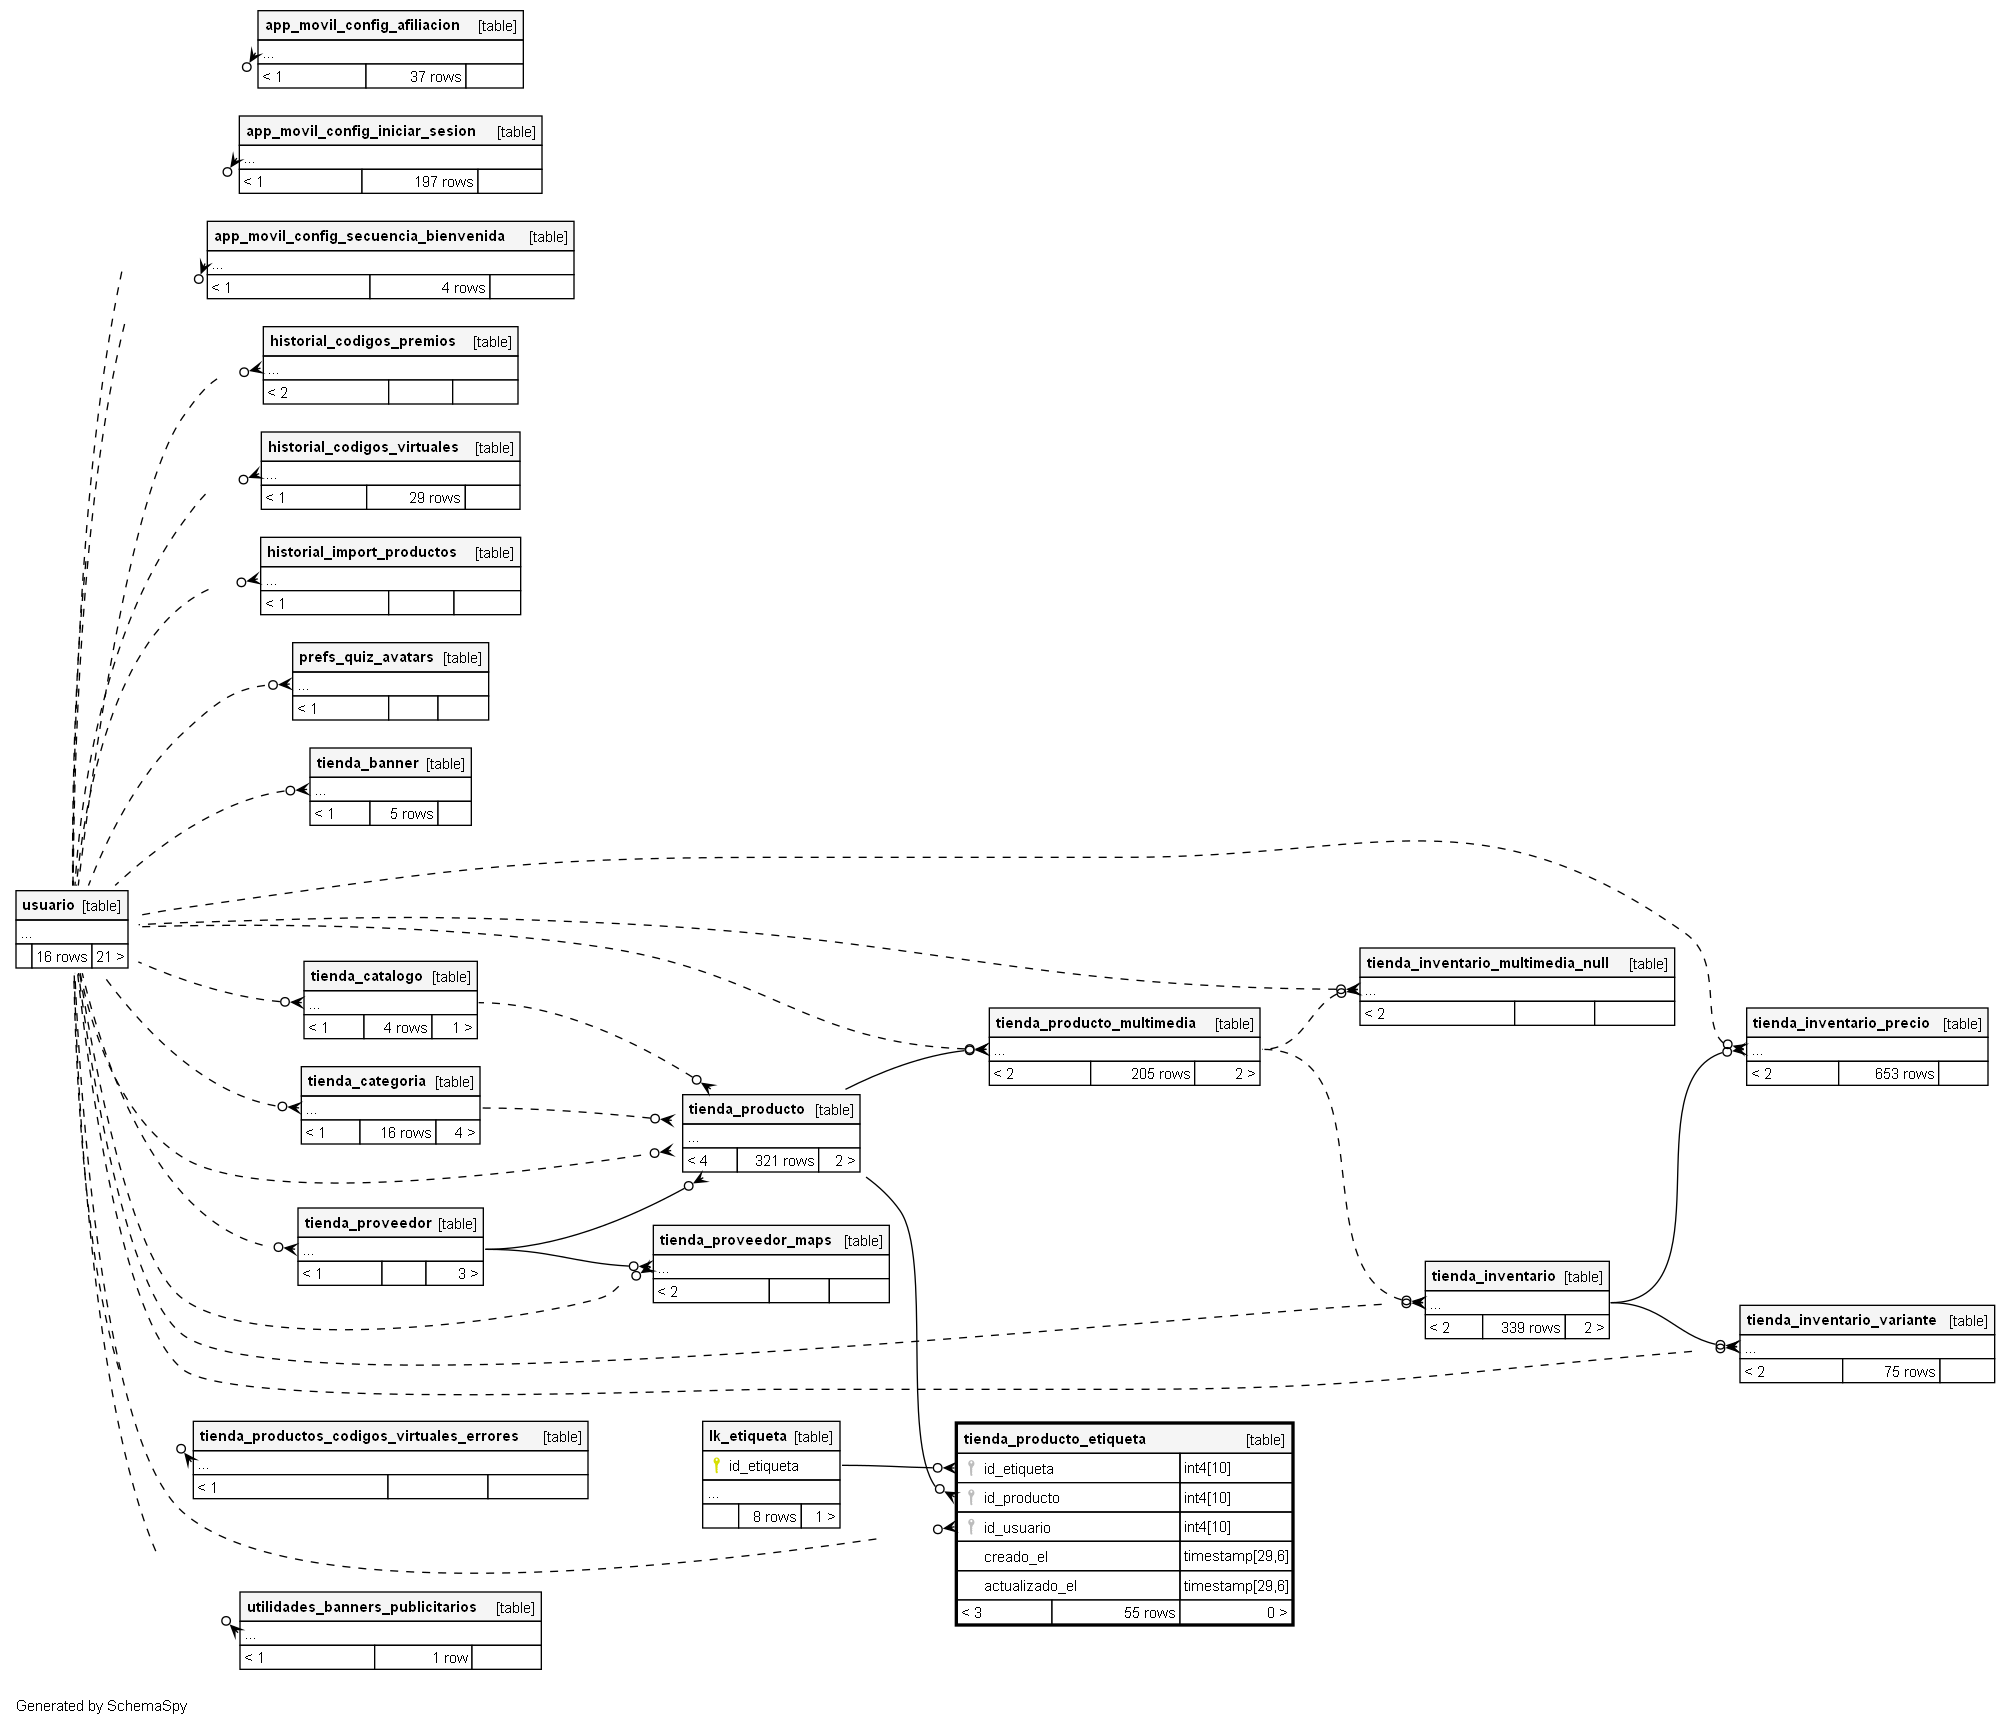 app_movil_config_afiliacion [table]
...
< 1 37 rows
app_movil_config_iniciar_sesion [table]
...
< 1 197 rows
app_movil_config_secuencia_bienvenida [table]
...
< 1 4 rows
historial_codigos_premios [table]
...
< 2
historial_codigos_virtuales [table]
...
< 1 29 rows
historial_import_productos [table]
...
< 1
prefs_quiz_avatars [table]
...
< 1
tienda_banner [table]
...
< 1 5 rows
usuario [table]
...
16 rows 21 >
tienda_catalogo [table]
...
< 1 4 rows 1 >
tienda_categoria [table]
...
< 1 16 rows 4 >
tienda_proveedor [table]
...
< 1 3 >
tienda_producto [table]
...
< 4 321 rows 2 >
tienda_proveedor_maps [table]
...
< 2
tienda_producto_multimedia [table]
...
< 2 205 rows 2 >
tienda_inventario_multimedia_null [table]
...
< 2
tienda_inventario_precio [table]
...
< 2 653 rows
tienda_inventario [table]
...
< 2 339 rows 2 >
tienda_inventario_variante [table]
...
< 2 75 rows
tienda_productos_codigos_virtuales_errores [table]
...
< 1
lk_etiqueta [table]
id_etiqueta
...
8 rows 1 >
tienda_producto_etiqueta [table]
id_etiqueta int4[10]
id_producto int4[10]
id_usuario int4[10]
creado_el timestamp[29,6]
actualizado_el timestamp[29,6]
< 3 55 rows 0 >
utilidades_banners_publicitarios [table]
...
< 1 1 row
Generated by SchemaSpy